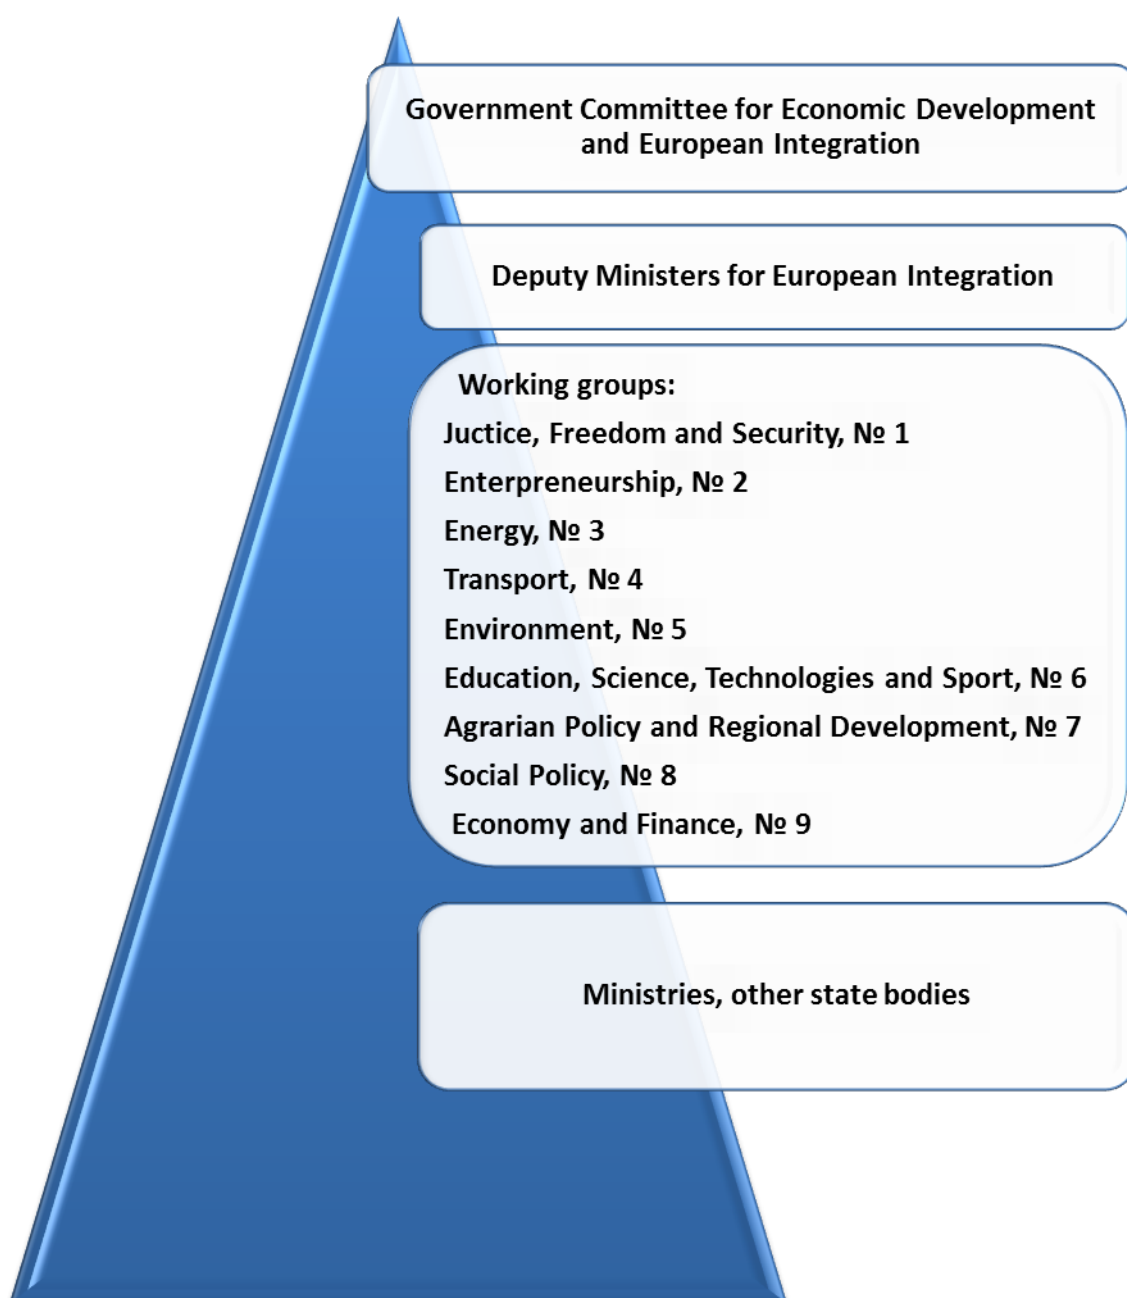 Government Committee for Economic Development
and European Integration
Deputy Ministers for European Integration
Working groups:
Juctice, Freedom and Security, № 1
Enterpreneurship, № 2
Energy, № 3
Transport, № 4
Environment, № 5
Education, Science, Technologies and Sport, № 6
Agrarian Policy and Regional Development, № 7
Social Policy, № 8
Economy and Finance, № 9
Ministries, other state bodies